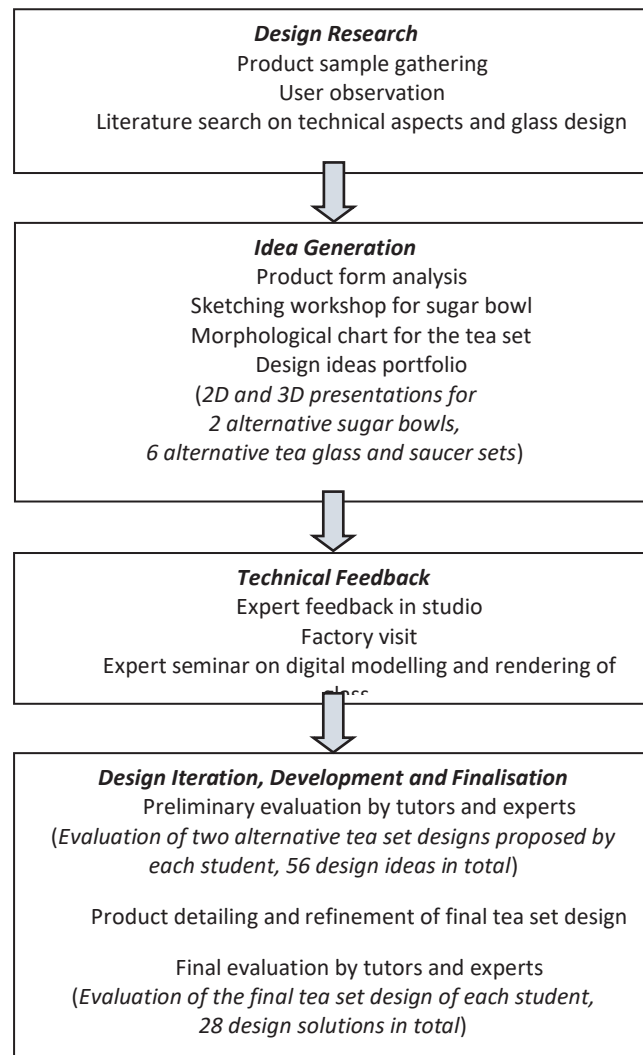 Design Research
Product sample gathering
User observation
Literature search on technical aspects and glass design
Idea Generation
Product form analysis
Sketching workshop for sugar bowl
Morphological chart for the tea set
Design ideas portfolio
(2D and 3D presentations for
2 alternative sugar bowls,
6 alternative tea glass and saucer sets)
Technical Feedback
Expert feedback in studio
Factory visit
Expert seminar on digital modelling and rendering of
glass
Design Iteration, Development and Finalisation
Preliminary evaluation by tutors and experts
(Evaluation of two alternative tea set designs proposed by
each student, 56 design ideas in total)
Product detailing and refinement of final tea set design
Final evaluation by tutors and experts
(Evaluation of the final tea set design of each student,
28 design solutions in total)